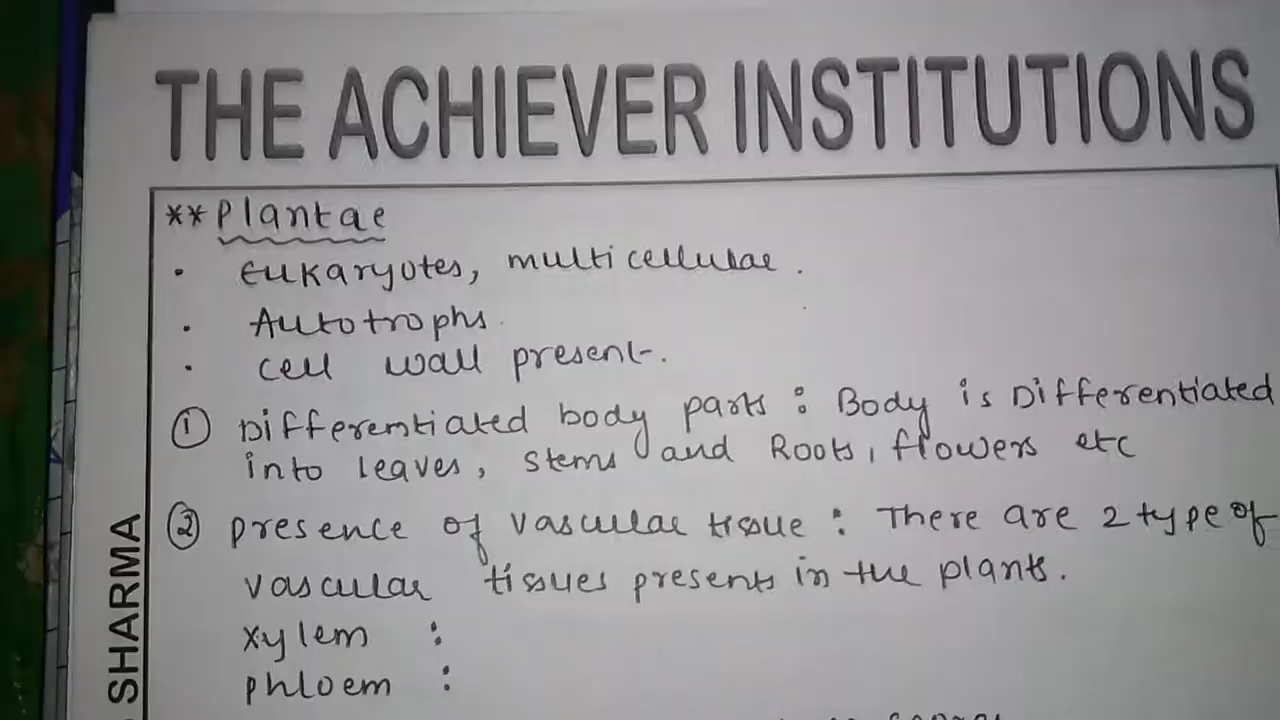 THE ACHIEVER INSTITUTIONS
**Plantae
• Eukaryotes, multicellular.
• Autotrophs.
• cell wall present.
① Differentiated body parts : Body is Differentiated
into leaves, stems and Roots, flowers etc
② presence of vascular tissue : There are 2 type of
vascular tissues presents in the plants.
xylem :
phloem :
SHARMA